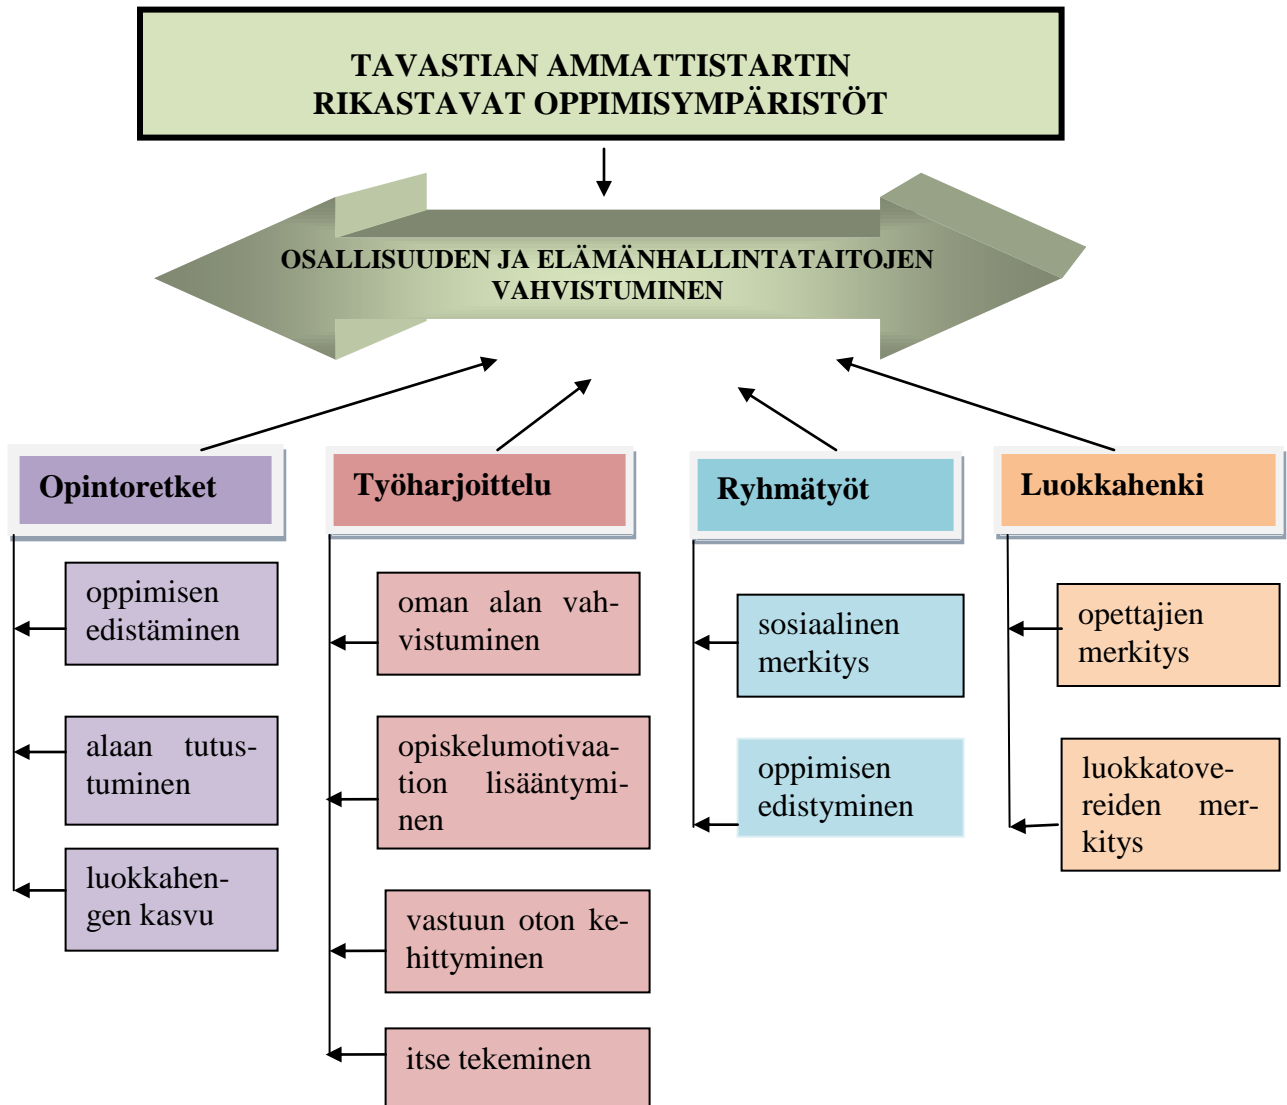 TAVASTIAN AMMATTISTARTIN
RIKASTAVAT OPPIMISYMPÄRISTÖT
OSALLISUUDEN JA ELÄMÄNHALLINTATAITOJEN
VAHVISTUMINEN
Opintoretket
oppimisen
edistäminen
alaan tutus-
tuminen
luokkahen-
gen kasvu
Työharjoittelu
oman alan vah-
vistuminen
opiskelumotivaa-
tion lisääntymi-
nen
vastuun oton ke-
hittyminen
itse tekeminen
Ryhmätyöt
sosiaalinen
merkitys
oppimisen
edistyminen
Luokkahenki
opettajien
merkitys
luokkatove-
reiden mer-
kitys